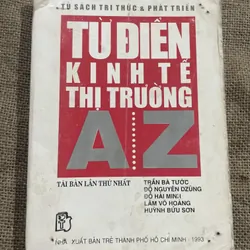 TỦ SÁCH TRI THỨC & PHÁT TRIỂN
TỪ ĐIỂN
KINH TẾ
THỊ TRƯỜNG
A Z
TÁI BẢN LẦN THỨ NHẤT
TRẦN BÁ TƯỚC
ĐỖ NGUYÊN DZŨNG
ĐỖ HẢI MINH
LÂM VÕ HOÀNG
HUỲNH BỬU SƠN
NHÀ XUẤT BẢN TRẺ THÀNH PHỐ HỒ CHÍ MINH 1993